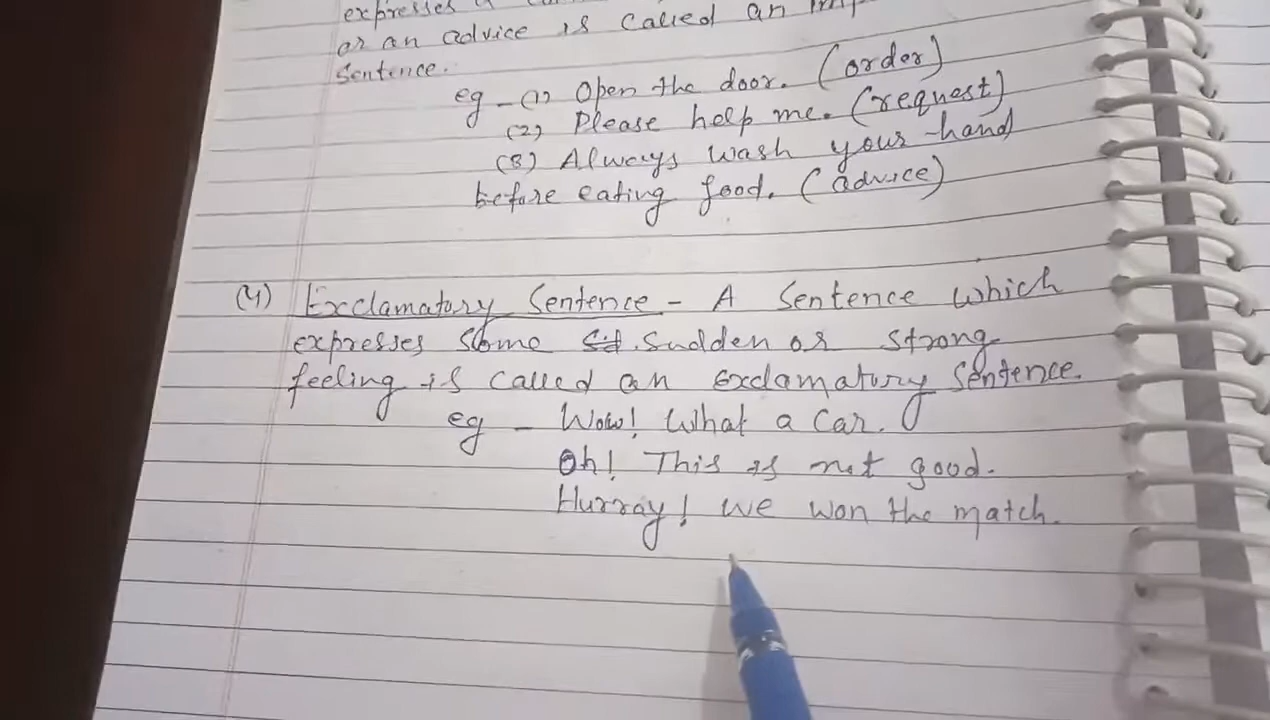 expresses a
or an advice is called an imp
Sentence.
eg - (1) Open the door. (order)
(2) Please help me. (request)
(3) Always wash your hand
before eating food. (advice)
(4) Exclamatory Sentence - A Sentence which
expresses some sudden or strong
feeling is called an Exclamatory Sentence.
eg - Wow! What a Car.
Oh! This is not good.
Hurray! We won the match.